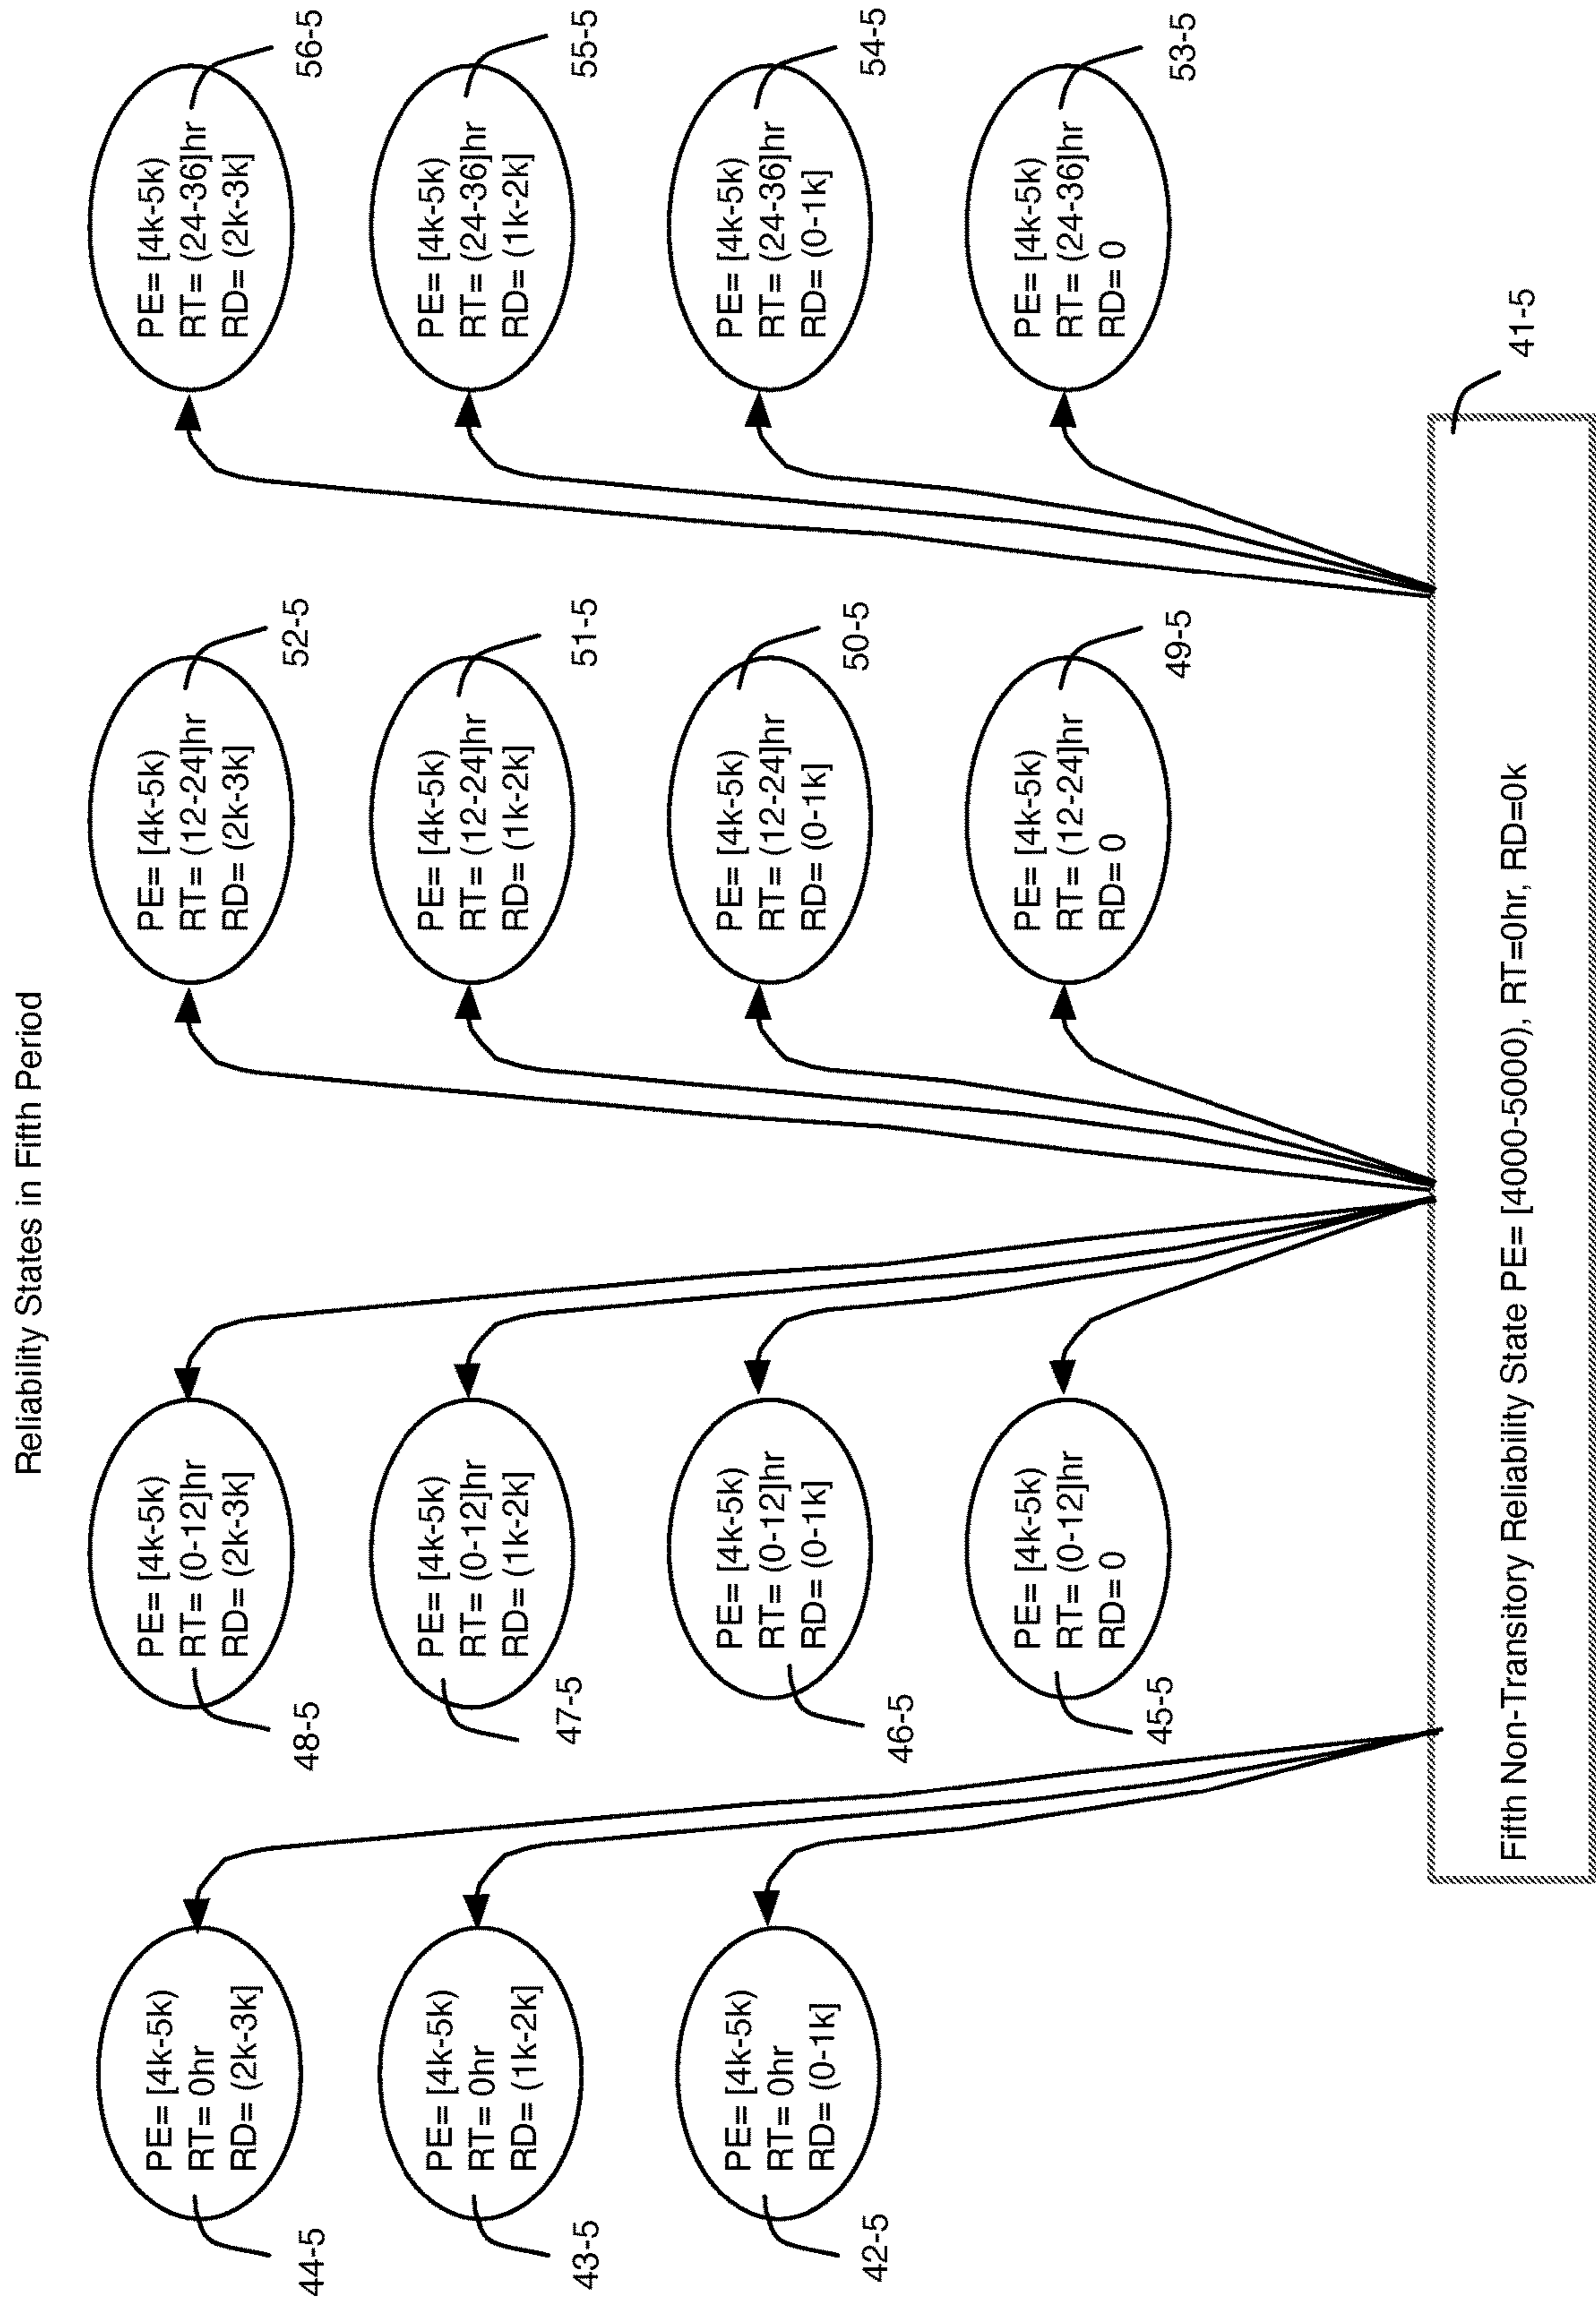 Reliability States in Fifth Period
PE= [4k-5k)
RT= 0hr
RD= (2k-3k]
44-5
PE= [4k-5k)
RT= (0-12]hr
RD= (2k-3k]
48-5
PE= [4k-5k)
RT= (12-24]hr
RD= (2k-3k]
52-5
PE= [4k-5k)
RT= (24-36]hr
RD= (2k-3k]
56-5
PE= [4k-5k)
RT= 0hr
RD= (1k-2k]
43-5
PE= [4k-5k)
RT= (0-12]hr
RD= (1k-2k]
47-5
PE= [4k-5k)
RT= (12-24]hr
RD= (1k-2k]
51-5
PE= [4k-5k)
RT= (24-36]hr
RD= (1k-2k]
55-5
PE= [4k-5k)
RT= 0hr
RD= (0-1k]
42-5
PE= [4k-5k)
RT= (0-12]hr
RD= (0-1k]
46-5
PE= [4k-5k)
RT= (12-24]hr
RD= (0-1k]
50-5
PE= [4k-5k)
RT= (24-36]hr
RD= (0-1k]
54-5
PE= [4k-5k)
RT= (0-12]hr
RD= 0
45-5
PE= [4k-5k)
RT= (12-24]hr
RD= 0
49-5
PE= [4k-5k)
RT= (24-36]hr
RD= 0
53-5
41-5
Fifth Non-Transitory Reliability State PE= [4000-5000), RT=0hr, RD=0k